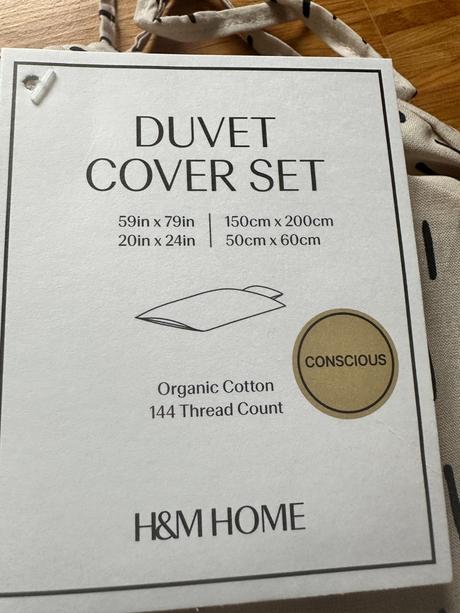 DUVET
COVER SET
59in x 79in | 150cm x 200cm
20in x 24in | 50cm x 60cm
CONSCIOUS
Organic Cotton
144 Thread Count
H&M HOME